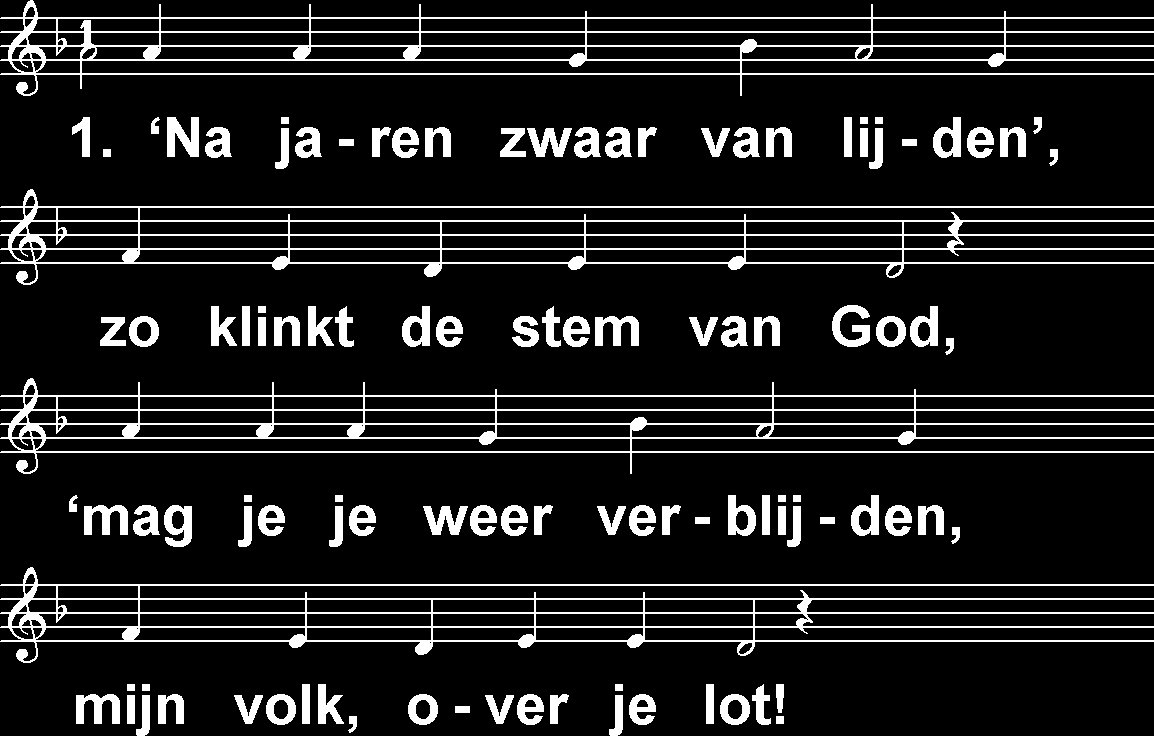 1. ‘Na ja - ren zwaar van lij - den’,
zo klinkt de stem van God,
‘mag je je weer ver - blij - den,
mijn volk, o - ver je lot!